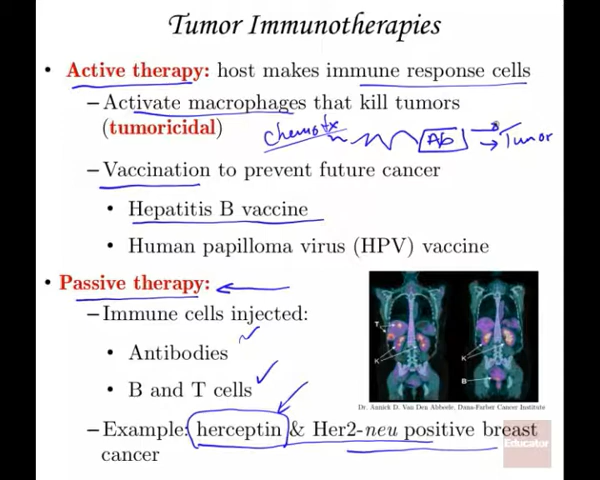 Tumor Immunotherapies
• Active therapy: host makes immune response cells
–Activate macrophages that kill tumors
(tumoricidal)
chemotx Ab Tumor
–Vaccination to prevent future cancer
• Hepatitis B vaccine
• Human papilloma virus (HPV) vaccine
• Passive therapy:
–Immune cells injected:
• Antibodies
• B and T cells
T
K
K
B
Dr. Annick D. Van Den Abbeele, Dana-Farber Cancer Institute
–Example: herceptin & Her2-neu positive breast
cancer
Educator